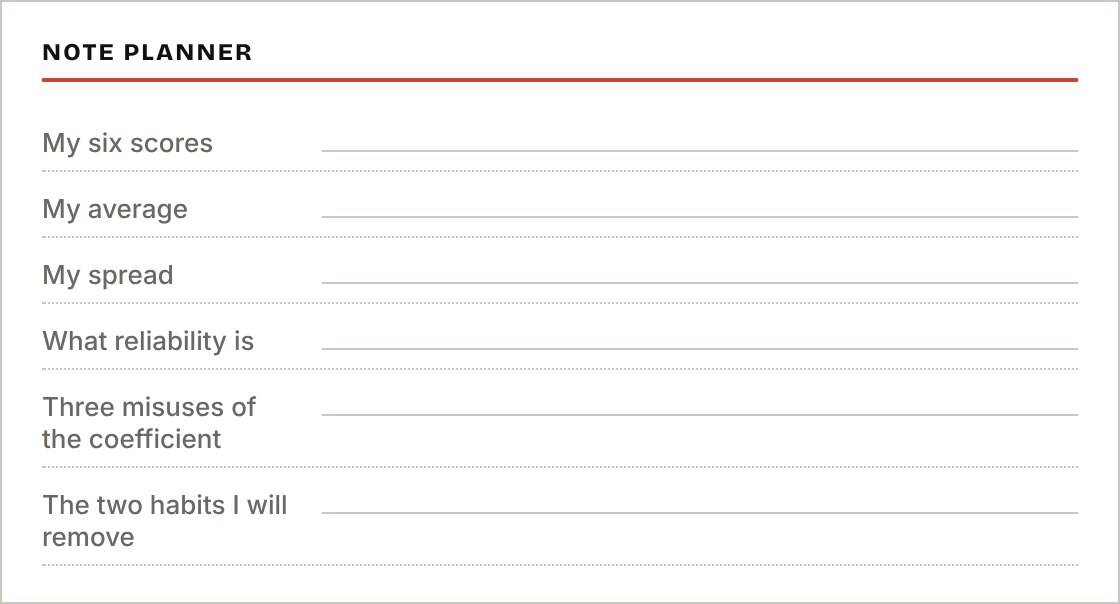 NOTE PLANNER
My six scores
My average
My spread
What reliability is
Three misuses of
the coefficient
The two habits I will
remove